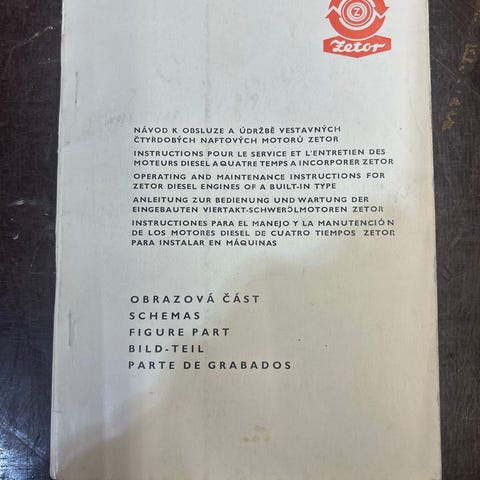 Z
Zetor
NÁVOD K OBSLUZE A ÚDRŽBĚ VESTAVNÝCH
ČTYŘDOBÝCH NAFTOVÝCH MOTORŮ ZETOR
INSTRUCTIONS POUR LE SERVICE ET L'ENTRETIEN DES
MOTEURS DIESEL A QUATRE TEMPS A INCORPORER ZETOR
OPERATING AND MAINTENANCE INSTRUCTIONS FOR
ZETOR DIESEL ENGINES OF A BUILT-IN TYPE
ANLEITUNG ZUR BEDIENUNG UND WARTUNG DER
EINGEBAUTEN VIERTAKT-SCHWERÖLMOTOREN ZETOR
INSTRUCTIONES PARA EL MANEJO Y LA MANUTENCIÓN
DE LOS MOTORES DIESEL DE CUATRO TIEMPOS ZETOR
PARA INSTALAR EN MÁQUINAS
OBRAZOVÁ ČÁST
SCHEMAS
FIGURE PART
BILD-TEIL
PARTE DE GRABADOS